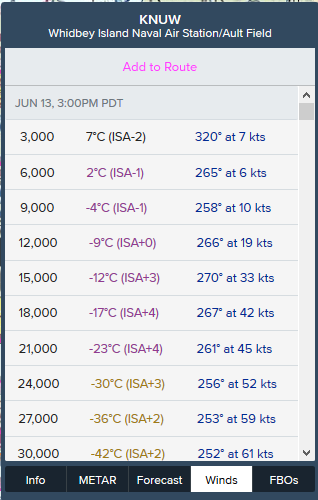 KNUW
Whidbey Island Naval Air Station/Ault Field
Add to Route
JUN 13, 3:00PM PDT
3,000 7°C (ISA-2) 320° at 7 kts
6,000 2°C (ISA-1) 265° at 6 kts
9,000 -4°C (ISA-1) 258° at 10 kts
12,000 -9°C (ISA+0) 266° at 19 kts
15,000 -12°C (ISA+3) 270° at 33 kts
18,000 -17°C (ISA+4) 267° at 42 kts
21,000 -23°C (ISA+4) 261° at 45 kts
24,000 -30°C (ISA+3) 256° at 52 kts
27,000 -36°C (ISA+2) 253° at 59 kts
30,000 -42°C (ISA+2) 252° at 61 kts
Info METAR Forecast Winds FBOs